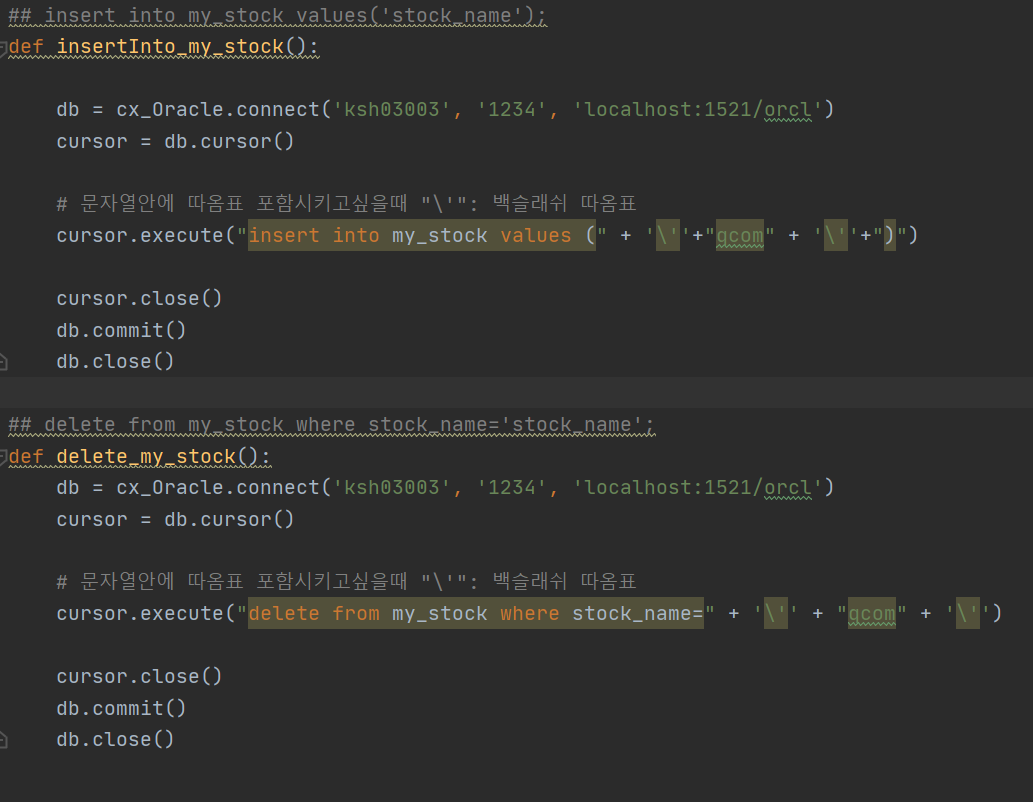 ## insert into my_stock values('stock_name');
def insertInto_my_stock():
db = cx_Oracle.connect('ksh03003', '1234', 'localhost:1521/orcl')
cursor = db.cursor()
# 문자열안에 따옴표 포함시키고싶을때 "\'": 백슬래쉬 따옴표
cursor.execute("insert into my_stock values (" + '\''+"qcom" + '\''+")")
cursor.close()
db.commit()
db.close()
## delete from my_stock where stock_name='stock_name';
def delete_my_stock():
db = cx_Oracle.connect('ksh03003', '1234', 'localhost:1521/orcl')
cursor = db.cursor()
# 문자열안에 따옴표 포함시키고싶을때 "\'": 백슬래쉬 따옴표
cursor.execute("delete from my_stock where stock_name=" + '\'' + "qcom" + '\'')
cursor.close()
db.commit()
db.close()